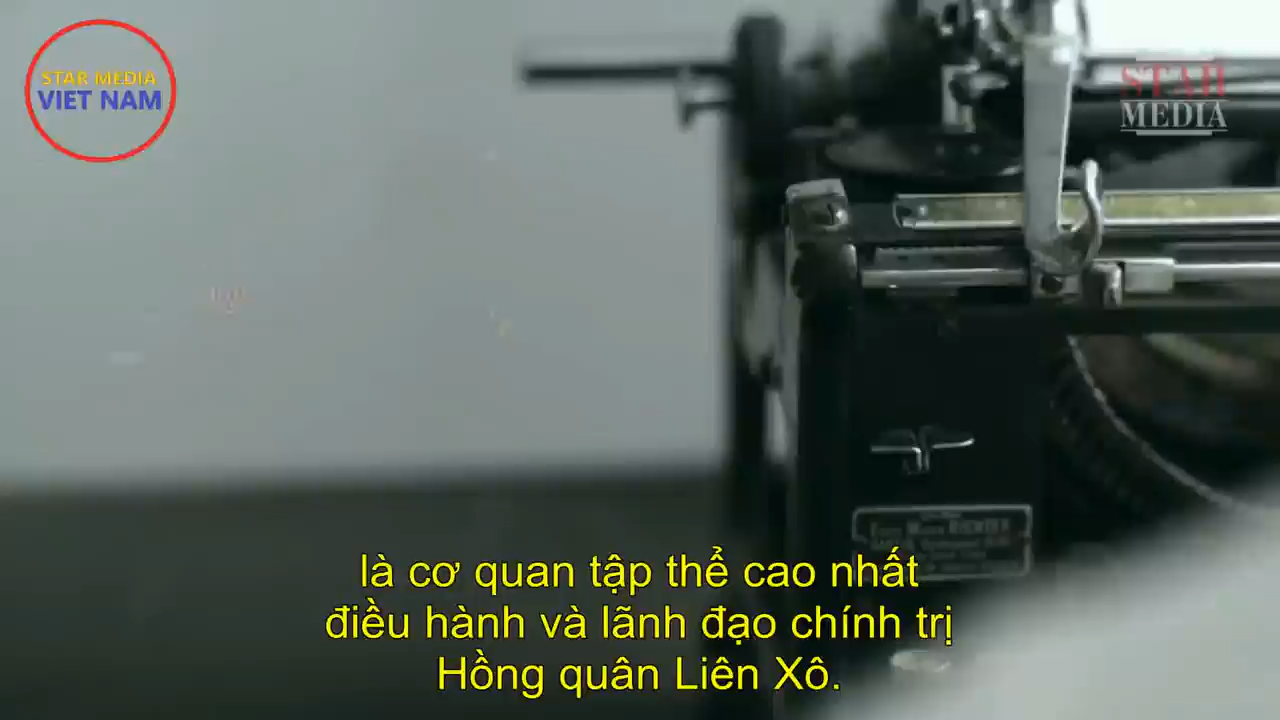 STAR MEDIA
VIET NAM
STAR
MEDIA
là cơ quan tập thể cao nhất
điều hành và lãnh đạo chính trị
Hồng quân Liên Xô.